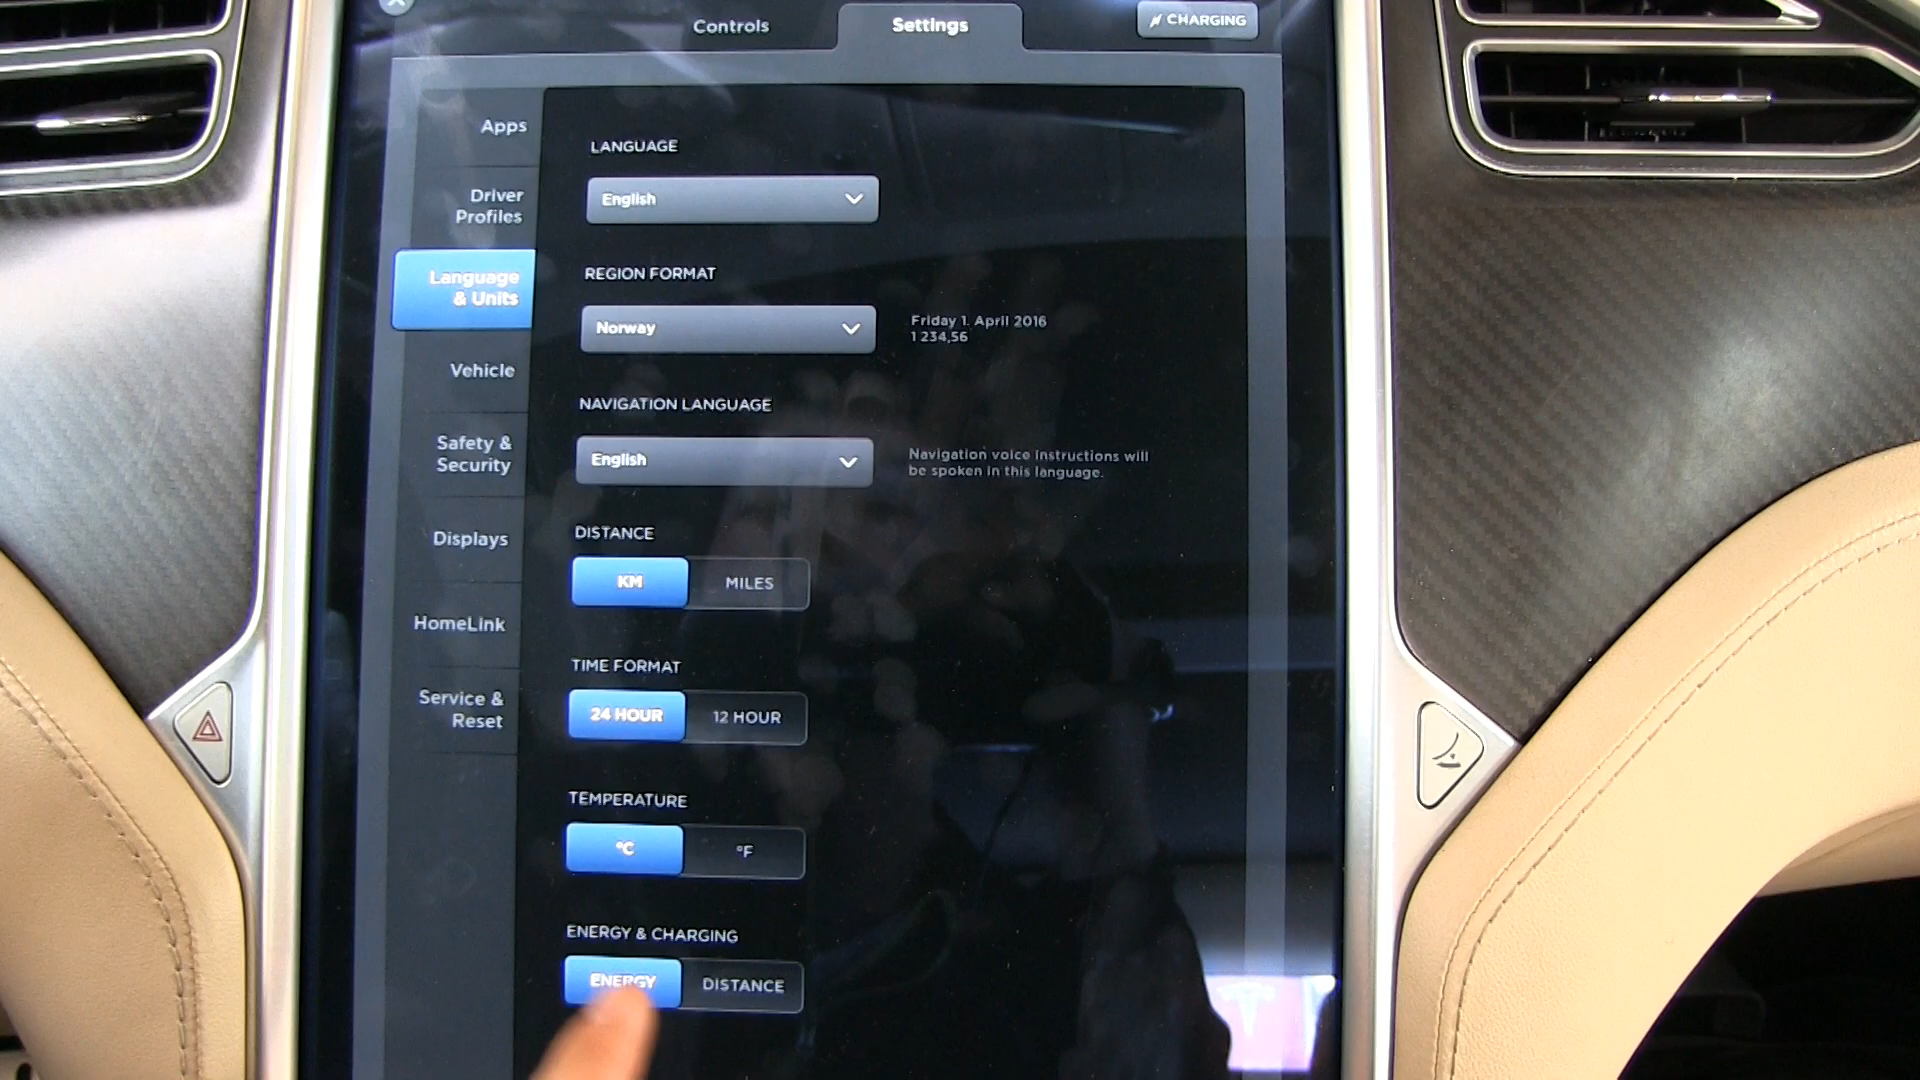 Controls
Settings
CHARGING
Apps
Driver
Profiles
Language
& Units
Vehicle
Safety &
Security
Displays
HomeLink
Service &
Reset
LANGUAGE
English
REGION FORMAT
Norway
Friday 1. April 2016
1 234,56
NAVIGATION LANGUAGE
English
Navigation voice instructions will
be spoken in this language.
DISTANCE
KM
MILES
TIME FORMAT
24 HOUR
12 HOUR
TEMPERATURE
°C
°F
ENERGY & CHARGING
ENERGY
DISTANCE